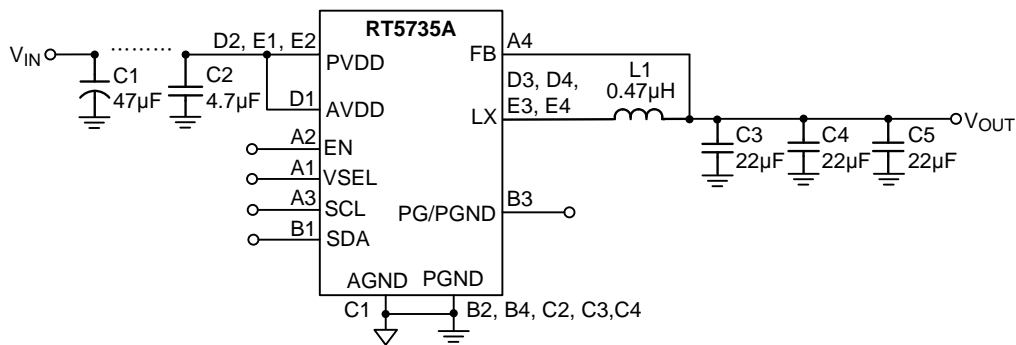 RT5735A
VIN
D2, E1, E2
PVDD
FB
A4
C1
47µF
C2
4.7µF
D1
AVDD
D3, D4,
E3, E4
LX
L1
0.47µH
VOUT
A2
EN
C3
22µF
C4
22µF
C5
22µF
A1
VSEL
A3
SCL
PG/PGND
B3
B1
SDA
AGND
PGND
C1
B2, B4, C2, C3,C4